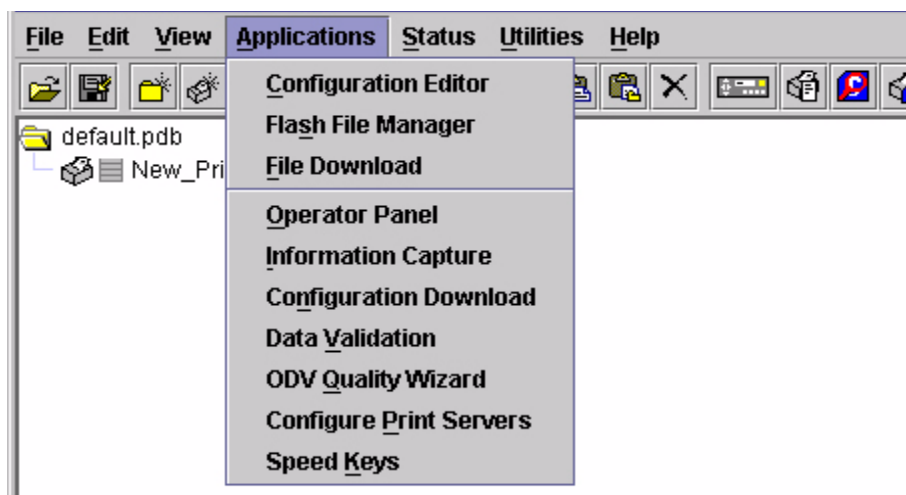 File Edit View Applications Status Utilities Help
Configuration Editor
default.pdb
Flash File Manager
New_Pri
File Download
Operator Panel
Information Capture
Configuration Download
Data Validation
ODV Quality Wizard
Configure Print Servers
Speed Keys